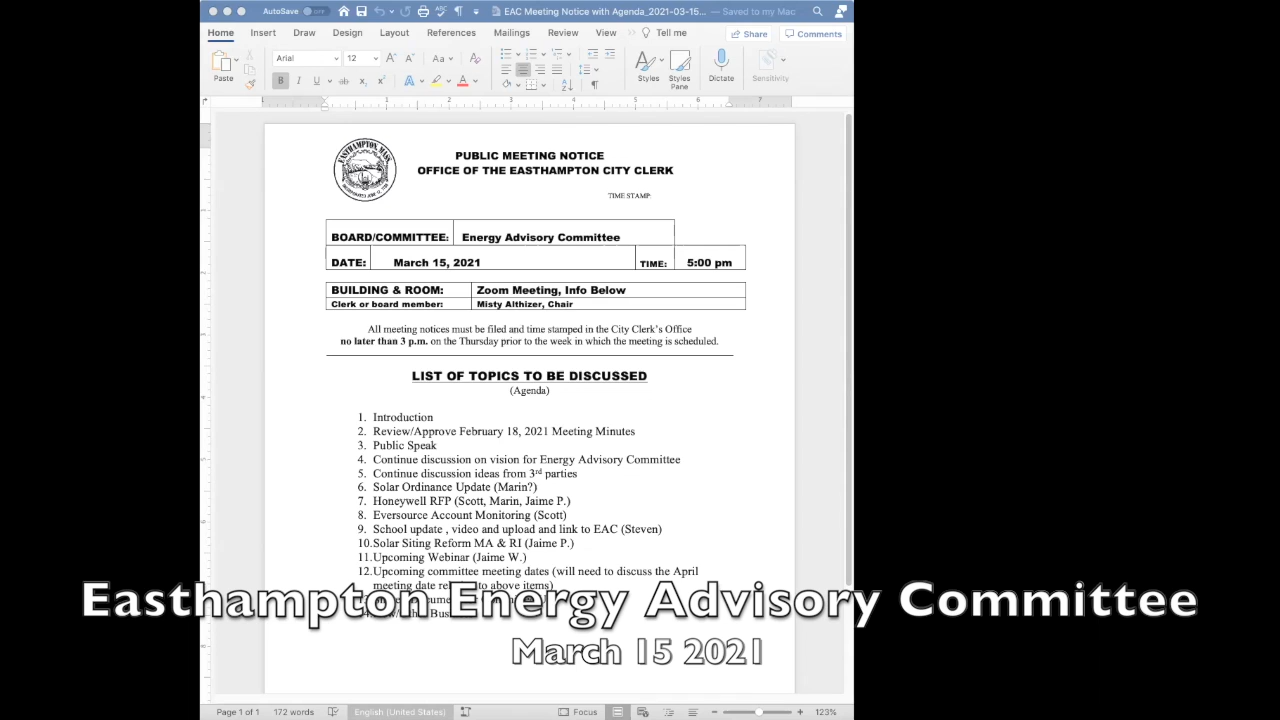 AutoSave OFF
EAC Meeting Notice with Agenda_2021-03-15... — Saved to my Mac
Home Insert Draw Design Layout References Mailings Review View Tell me Share Comments
Arial 12
Paste Styles Styles Pane Dictate Sensitivity
EASTHAMPTON MASS
PUBLIC MEETING NOTICE
OFFICE OF THE EASTHAMPTON CITY CLERK
TIME STAMP:
BOARD/COMMITTEE: Energy Advisory Committee
DATE: March 15, 2021 TIME: 5:00 pm
BUILDING & ROOM: Zoom Meeting, Info Below
Clerk or board member: Misty Althizer, Chair
All meeting notices must be filed and time stamped in the City Clerk's Office
no later than 3 p.m. on the Thursday prior to the week in which the meeting is scheduled.
LIST OF TOPICS TO BE DISCUSSED
(Agenda)
1. Introduction
2. Review/Approve February 18, 2021 Meeting Minutes
3. Public Speak
4. Continue discussion on vision for Energy Advisory Committee
5. Continue discussion ideas from 3rd parties
6. Solar Ordinance Update (Marin?)
7. Honeywell RFP (Scott, Marin, Jaime P.)
8. Eversource Account Monitoring (Scott)
9. School update , video and upload and link to EAC (Steven)
10.Solar Siting Reform MA & RI (Jaime P.)
11.Upcoming Webinar (Jaime W.)
12.Upcoming committee meeting dates (will need to discuss the April
meeting date to above items)
Easthampton Energy Advisory Committee
March 15 2021
Page 1 of 1 172 words English (United States) Focus 123%